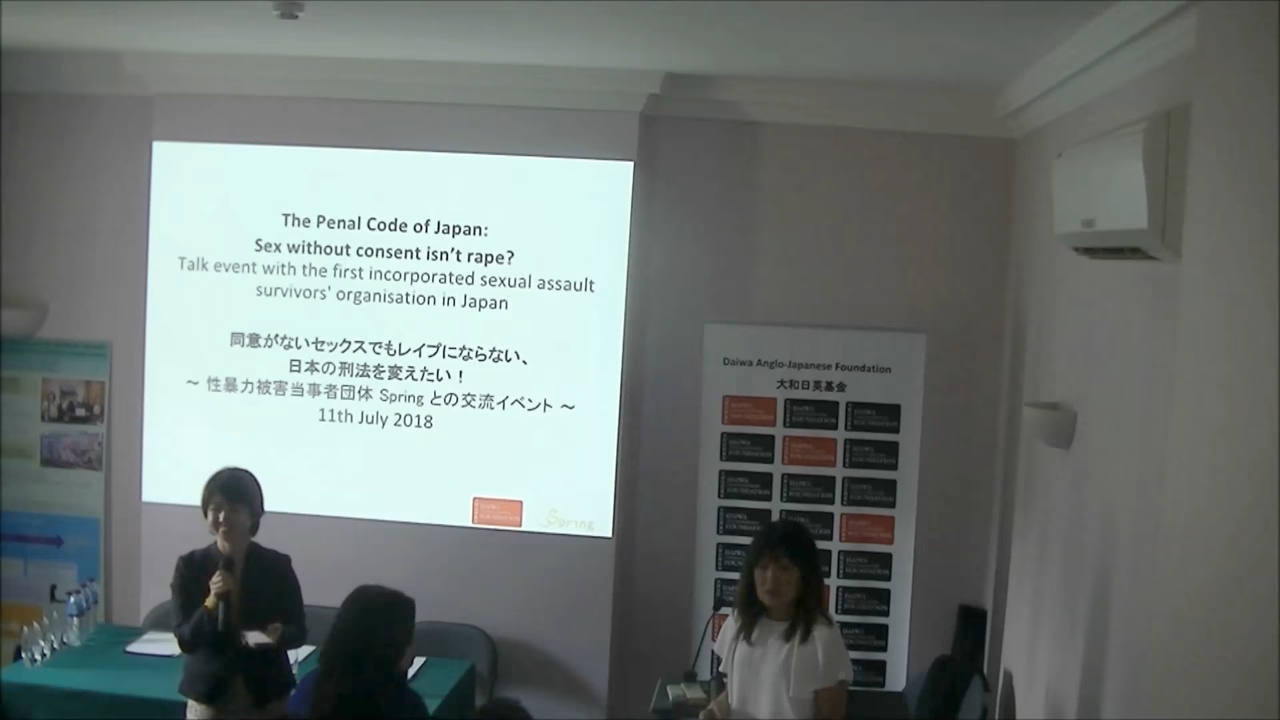 The Penal Code of Japan:
Sex without consent isn't rape?
Talk event with the first incorporated sexual assault
survivors' organisation in Japan
同意がないセックスでもレイプにならない、
日本の刑法を変えたい！
～ 性暴力被害当事者団体 Spring との交流イベント ～
11th July 2018
Spring
Daiwa Anglo-Japanese Foundation
大和日英基金